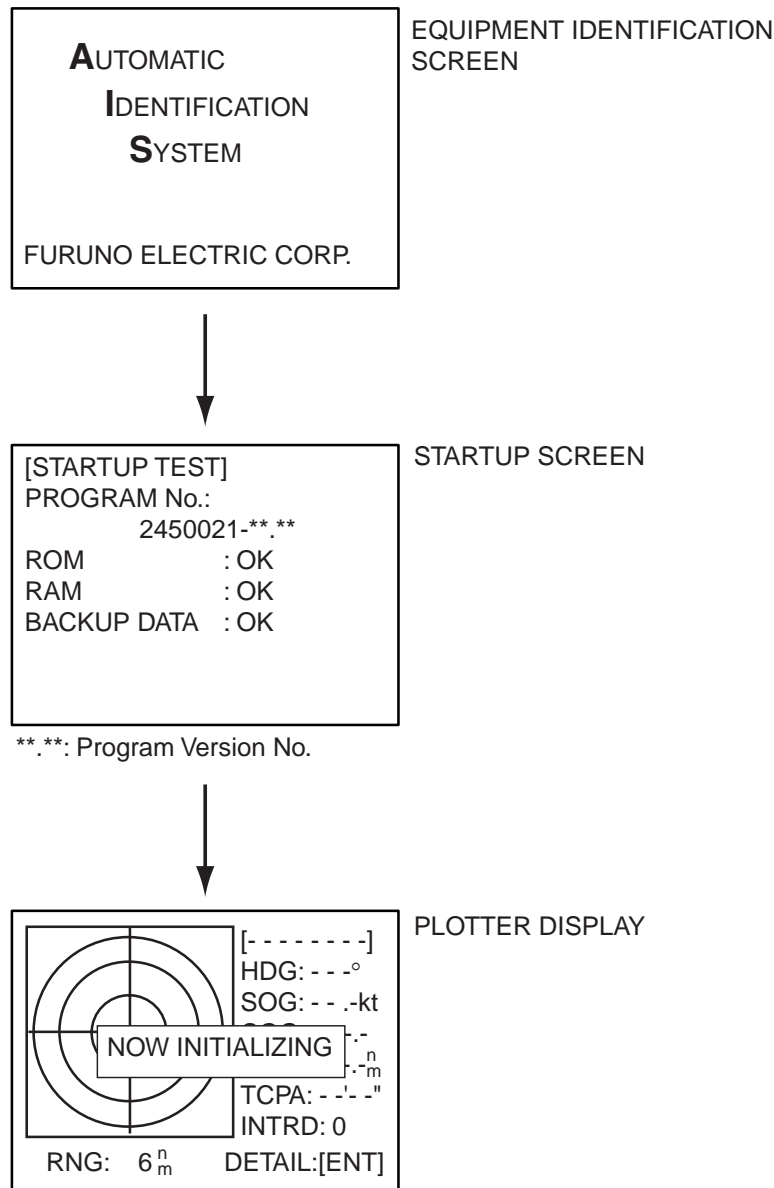 AUTOMATIC
IDENTIFICATION
SYSTEM
FURUNO ELECTRIC CORP.
EQUIPMENT IDENTIFICATION
SCREEN
[STARTUP TEST]
PROGRAM No.:
2450021-**.**
ROM : OK
RAM : OK
BACKUP DATA : OK
STARTUP SCREEN
**.**: Program Version No.
PLOTTER DISPLAY
[- - - - - - - -]
HDG: - - -°
SOG: - - .-kt
-.-
NOW INITIALIZING
-.-nm
TCPA: - -'- -"
INTRD: 0
RNG: 6 nm DETAIL:[ENT]